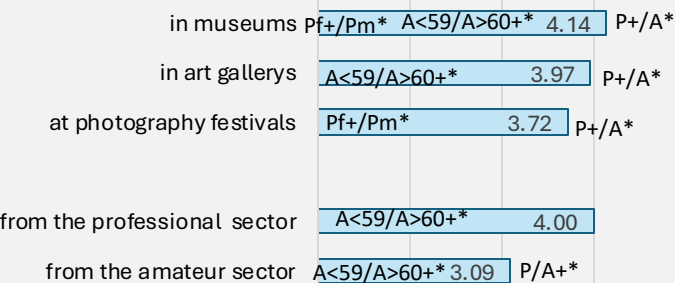 in museums Pf+/Pm* A<59/A>60+* 4.14 P+/A*
in art gallerys A<59/A>60+* 3.97 P+/A*
at photography festivals Pf+/Pm* 3.72 P+/A*
from the professional sector A<59/A>60+* 4.00
from the amateur sector A<59/A>60+* 3.09 P/A+*